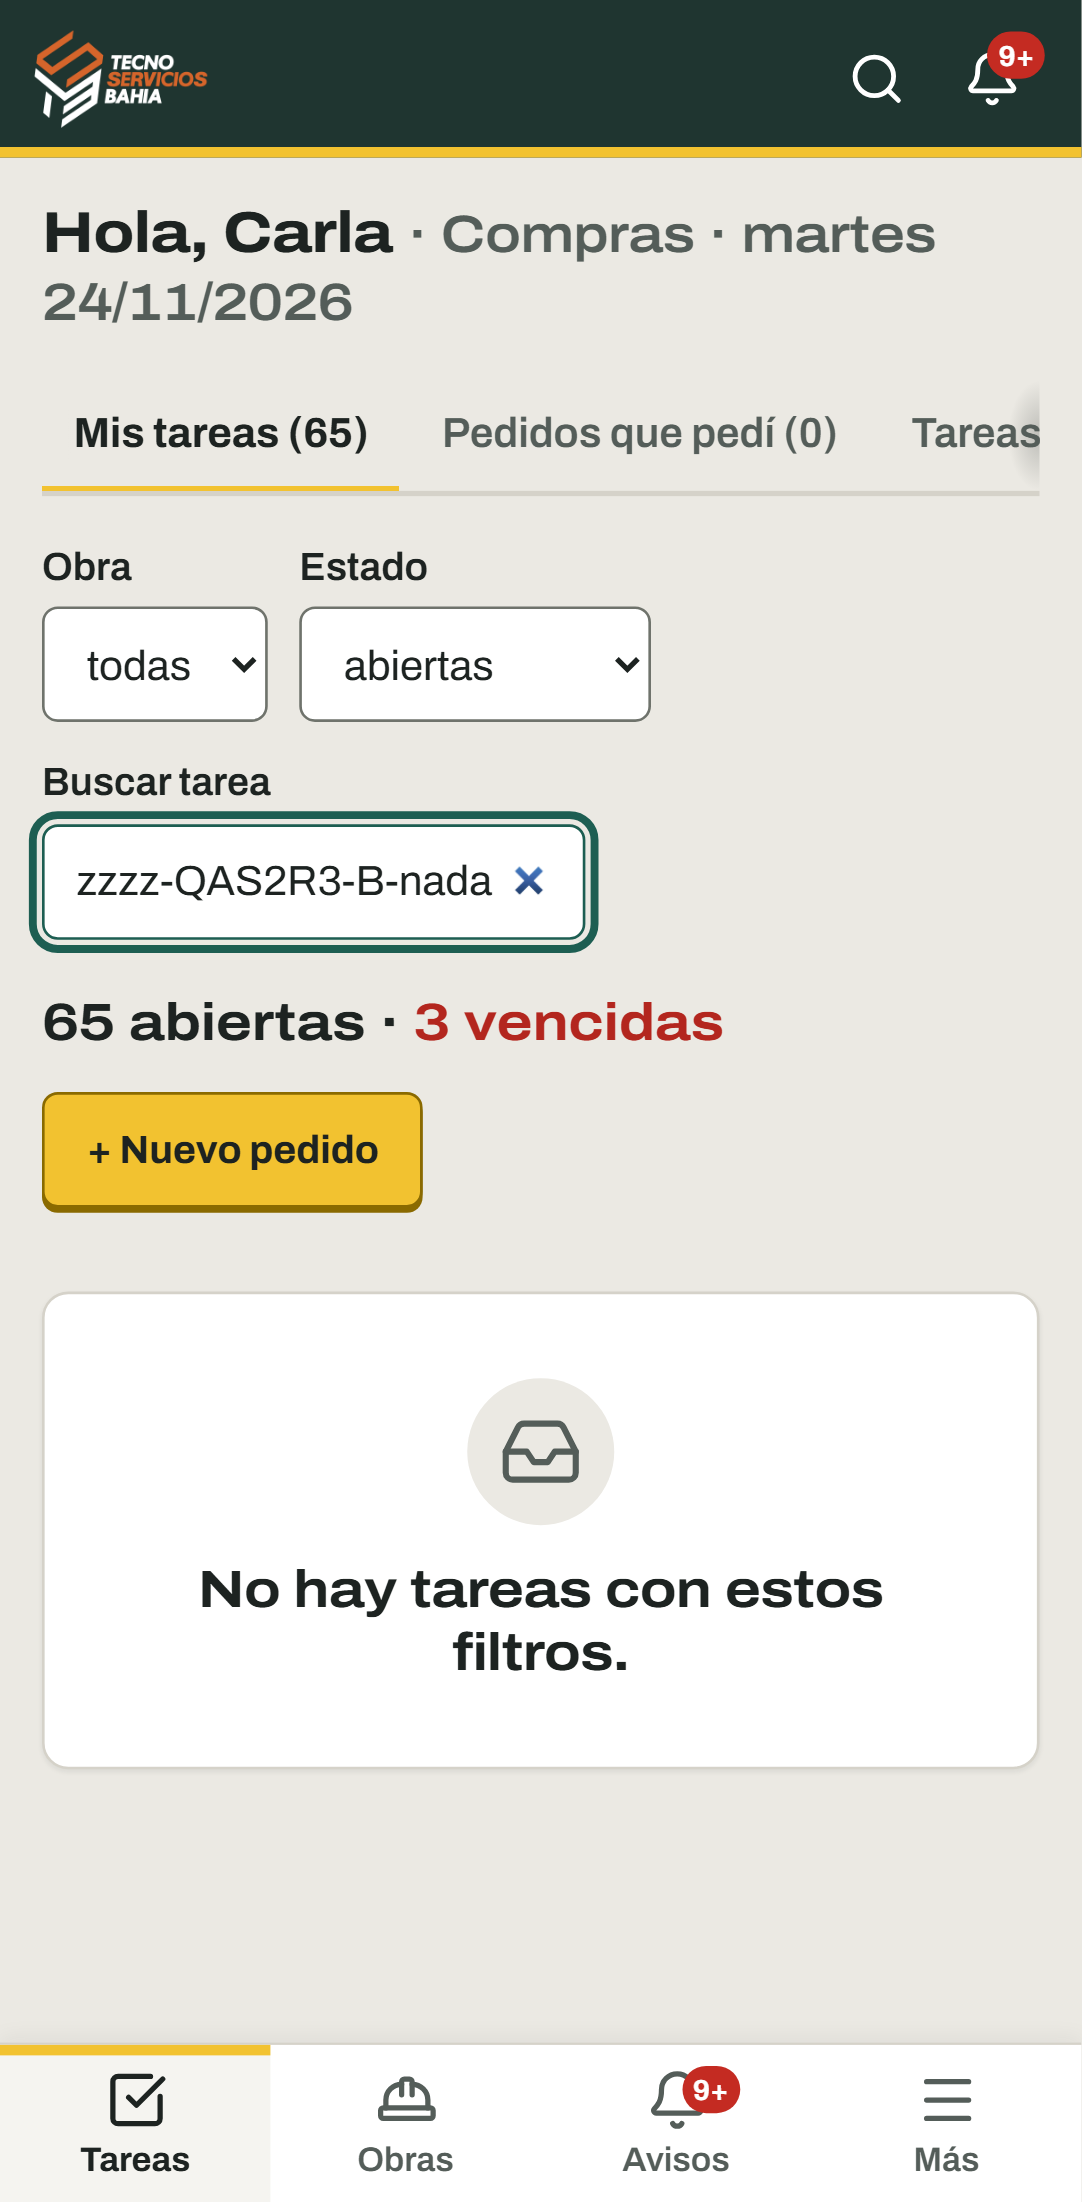 TECNO
SERVICIOS
BAHIA
9+
Hola, Carla · Compras · martes
24/11/2026
Mis tareas (65) Pedidos que pedí (0) Tareas
Obra Estado
todas abiertas
Buscar tarea
zzzz-QAS2R3-B-nada
65 abiertas · 3 vencidas
+ Nuevo pedido
No hay tareas con estos
filtros.
9+
Tareas Obras Avisos Más